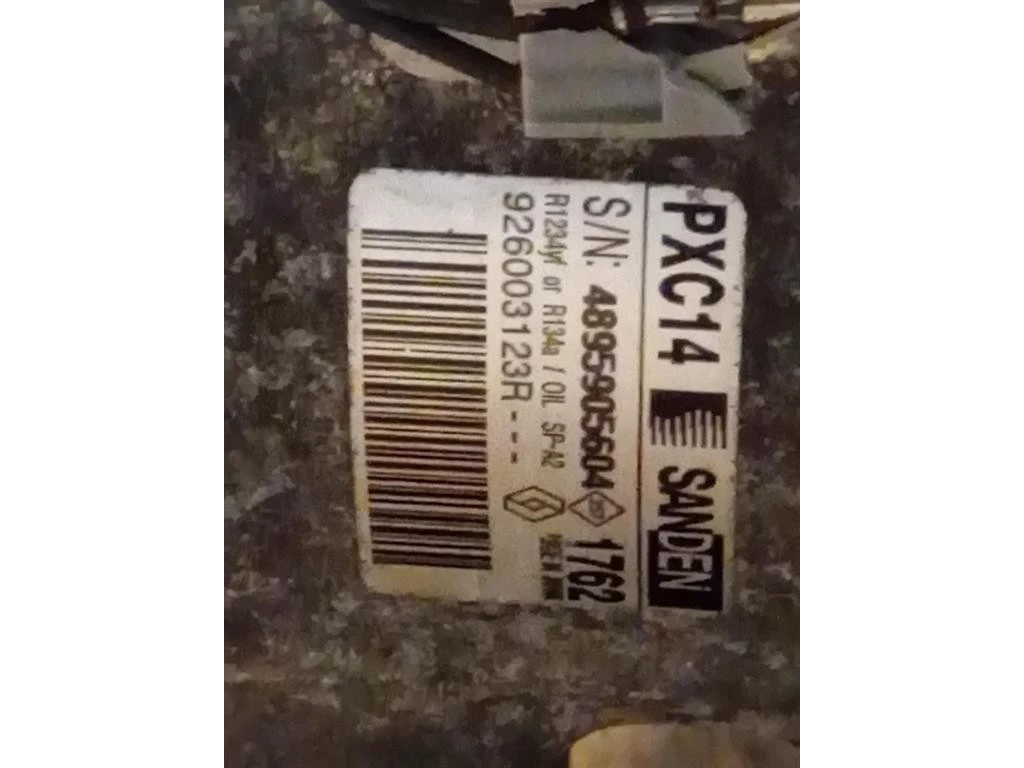 PXC14 SANDEN
S/N: 4895905604 1762
R1234yf or R134a / OIL : SP-A2
926003123R---